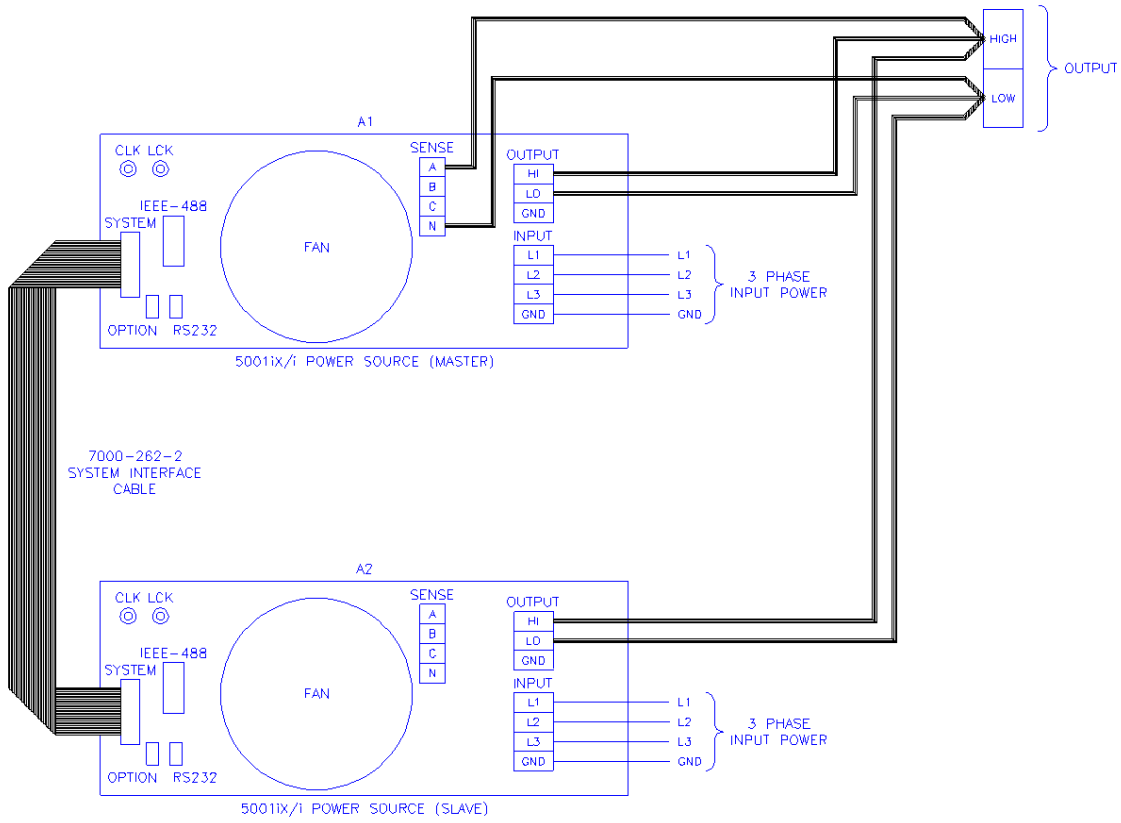 HIGH
LOW
OUTPUT
A1
CLK LCK
SENSE
A
B
C
N
OUTPUT
HI
LO
GND
IEEE-488
SYSTEM
FAN
INPUT
L1
L2
L3
GND
L1
L2
L3
GND
3 PHASE
INPUT POWER
OPTION RS232
5001iX/i POWER SOURCE (MASTER)
7000-262-2
SYSTEM INTERFACE
CABLE
A2
CLK LCK
SENSE
A
B
C
N
OUTPUT
HI
LO
GND
IEEE-488
SYSTEM
FAN
INPUT
L1
L2
L3
GND
L1
L2
L3
GND
3 PHASE
INPUT POWER
OPTION RS232
5001iX/i POWER SOURCE (SLAVE)